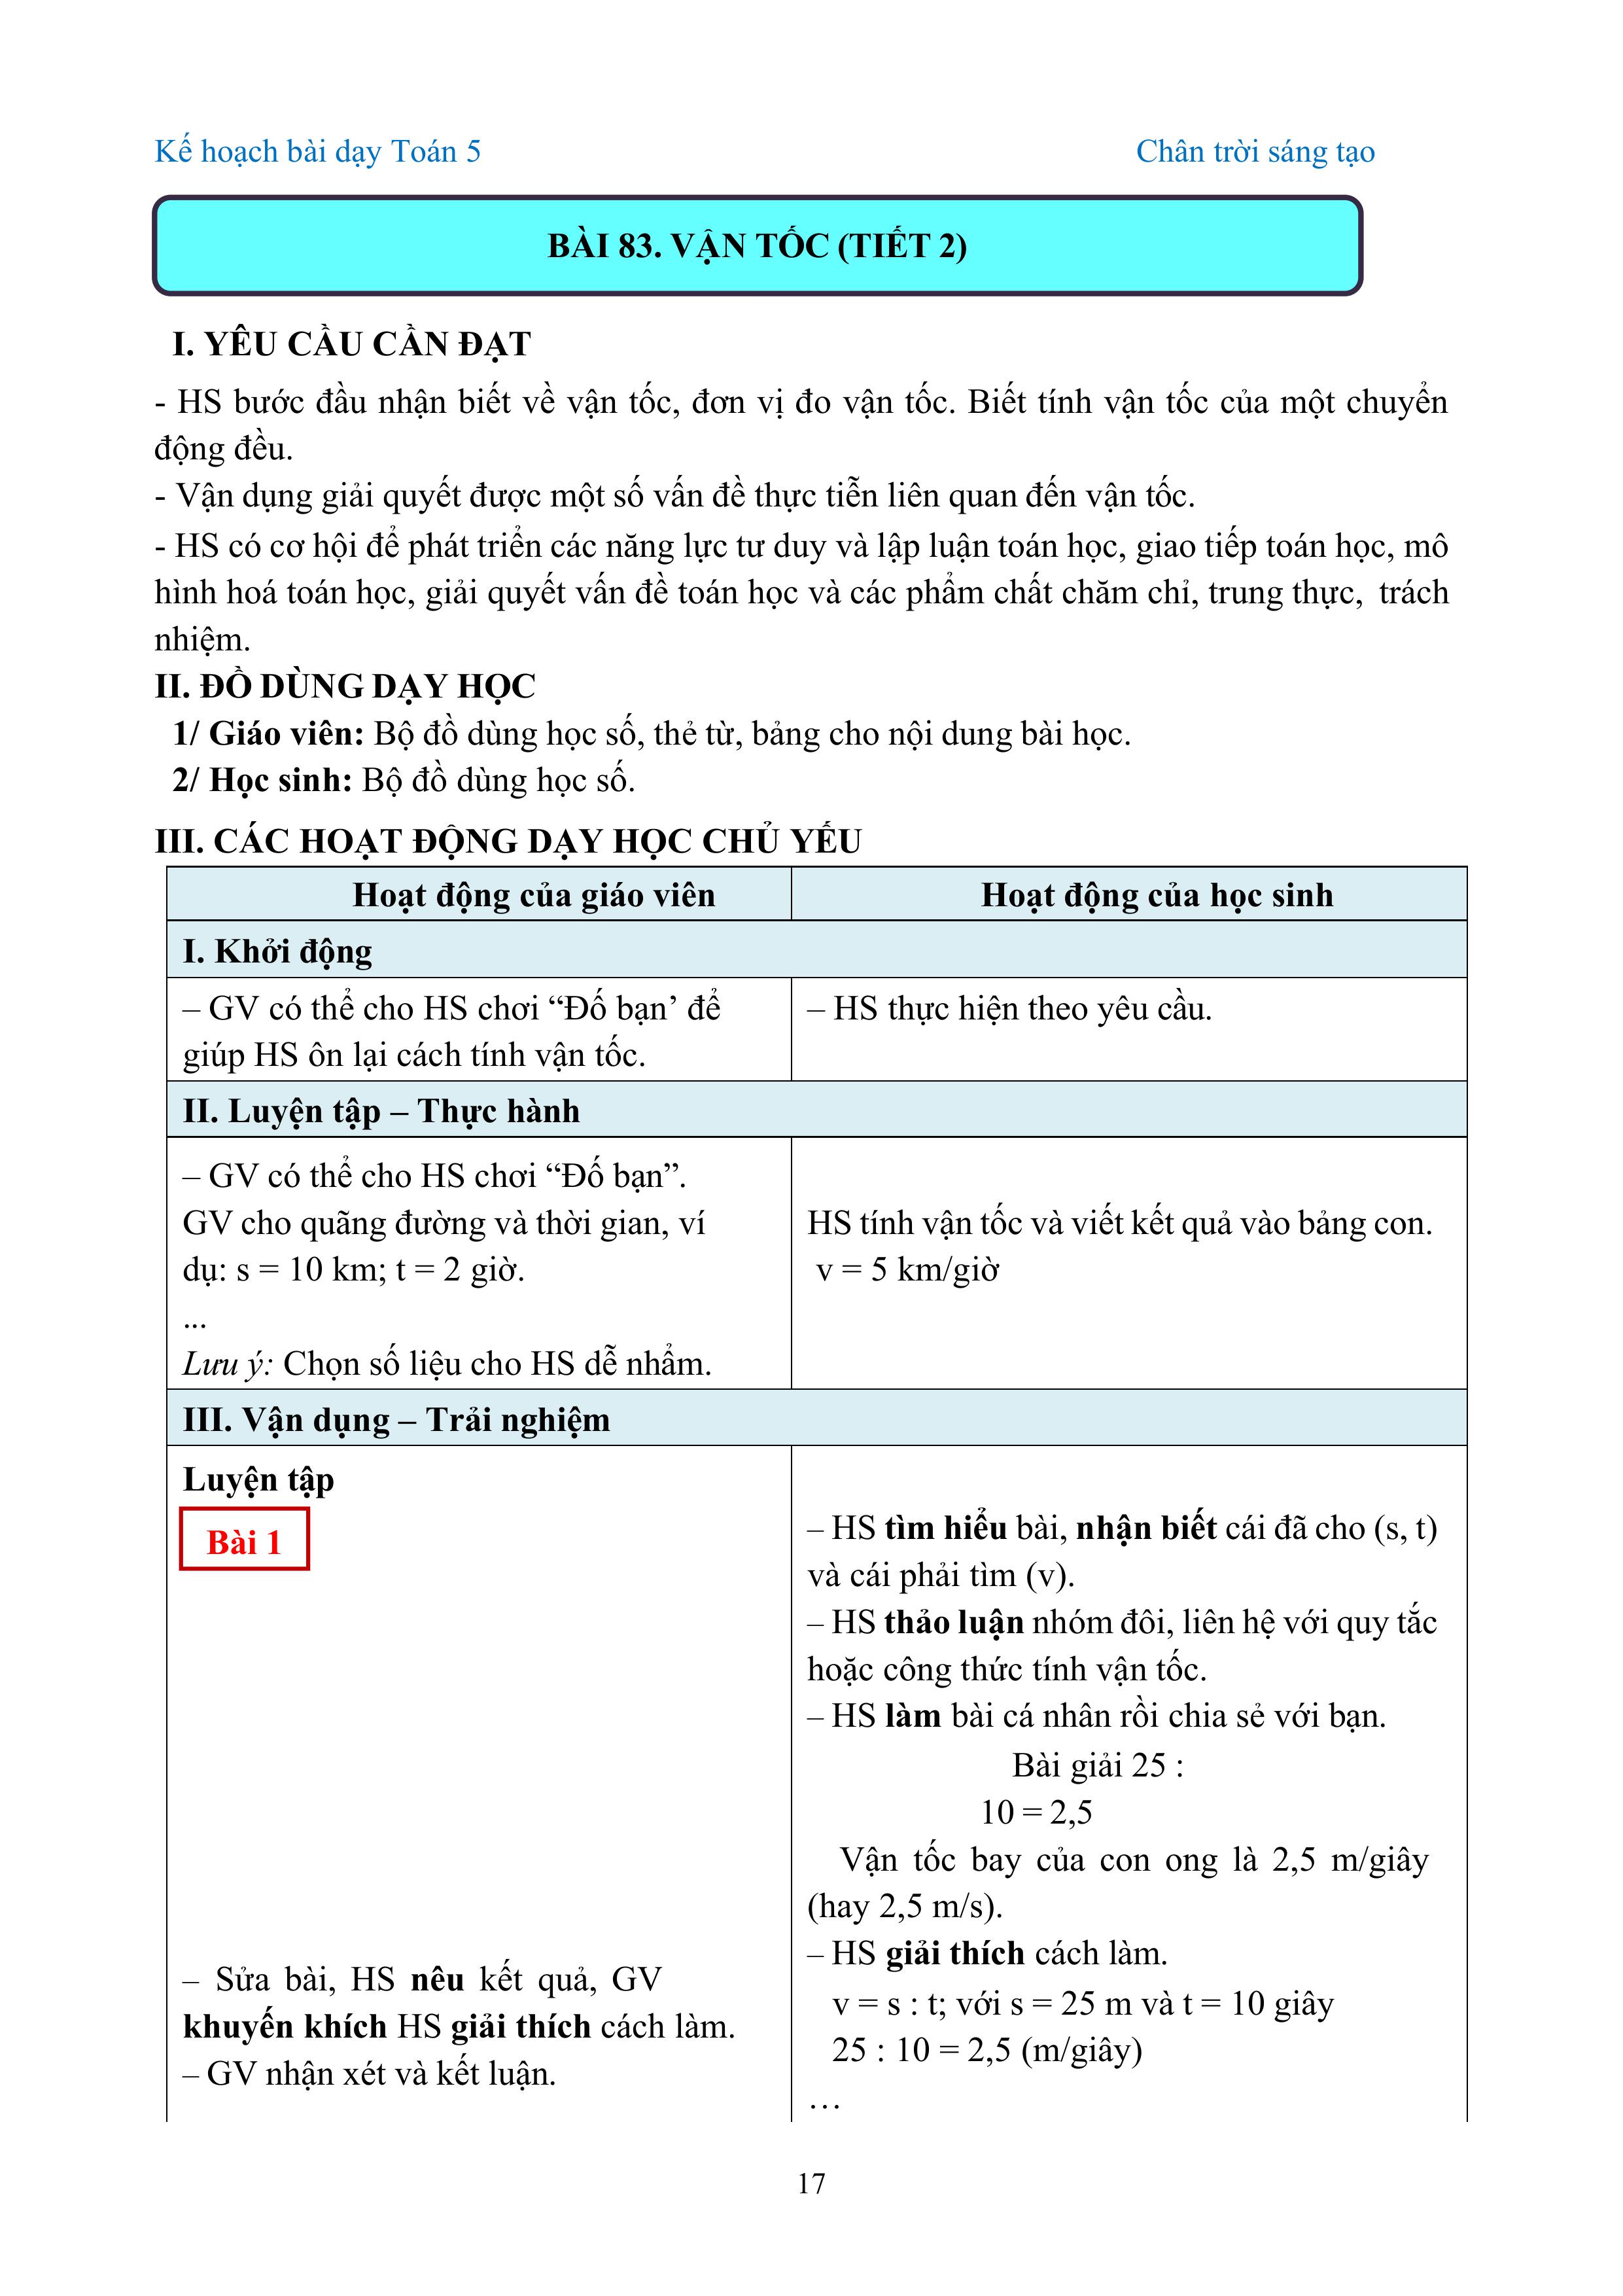 Kế hoạch bài dạy Toán 5 Chân trời sáng tạo
BÀI 83. VẬN TỐC (TIẾT 2)
I. YÊU CẦU CẦN ĐẠT
- HS bước đầu nhận biết về vận tốc, đơn vị đo vận tốc. Biết tính vận tốc của một chuyển
động đều.
- Vận dụng giải quyết được một số vấn đề thực tiễn liên quan đến vận tốc.
- HS có cơ hội để phát triển các năng lực tư duy và lập luận toán học, giao tiếp toán học, mô
hình hoá toán học, giải quyết vấn đề toán học và các phẩm chất chăm chỉ, trung thực, trách
nhiệm.
II. ĐỒ DÙNG DẠY HỌC
1/ Giáo viên: Bộ đồ dùng học số, thẻ từ, bảng cho nội dung bài học.
2/ Học sinh: Bộ đồ dùng học số.
III. CÁC HOẠT ĐỘNG DẠY HỌC CHỦ YẾU
Hoạt động của giáo viên
Hoạt động của học sinh
I. Khởi động
– GV có thể cho HS chơi “Đố bạn’ để
giúp HS ôn lại cách tính vận tốc.
– HS thực hiện theo yêu cầu.
II. Luyện tập – Thực hành
– GV có thể cho HS chơi “Đố bạn”.
GV cho quãng đường và thời gian, ví
dụ: s = 10 km; t = 2 giờ.
...
Lưu ý: Chọn số liệu cho HS dễ nhẩm.
HS tính vận tốc và viết kết quả vào bảng con.
v = 5 km/giờ
III. Vận dụng – Trải nghiệm
Luyện tập
Bài 1
– Sửa bài, HS nêu kết quả, GV
khuyến khích HS giải thích cách làm.
– GV nhận xét và kết luận.
– HS tìm hiểu bài, nhận biết cái đã cho (s, t)
và cái phải tìm (v).
– HS thảo luận nhóm đôi, liên hệ với quy tắc
hoặc công thức tính vận tốc.
– HS làm bài cá nhân rồi chia sẻ với bạn.
Bài giải 25 :
10 = 2,5
Vận tốc bay của con ong là 2,5 m/giây
(hay 2,5 m/s).
– HS giải thích cách làm.
v = s : t; với s = 25 m và t = 10 giây
25 : 10 = 2,5 (m/giây)
…
17